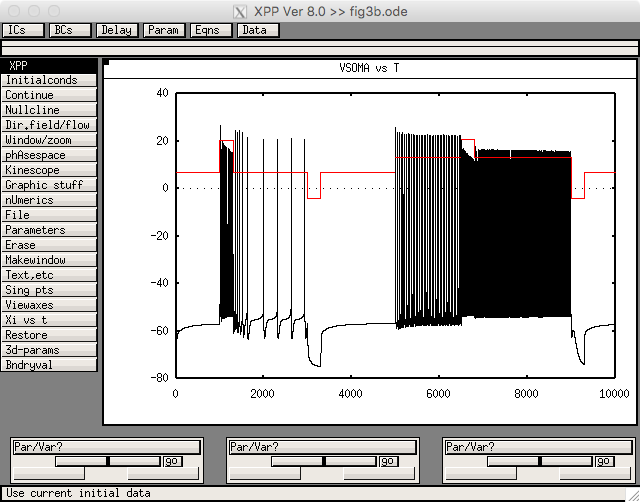 XPP Ver 8.0 >> fig3b.ode
ICs BCs Delay Param Eqns Data
XPP
Initialconds
Continue
Nullcline
Dir.field/flow
Window/zoom
phAsespace
Kinescope
Graphic stuff
nUmerics
File
Parameters
Erase
Makewindow
Text,etc
Sing pts
Viewaxes
Xi vs t
Restore
3d-params
Bndryval
VSOMA vs T
40
20
0
-20
-40
-60
-80
0 2000 4000 6000 8000 10000
Par/Var? Par/Var? Par/Var?
go go go
Use current initial data